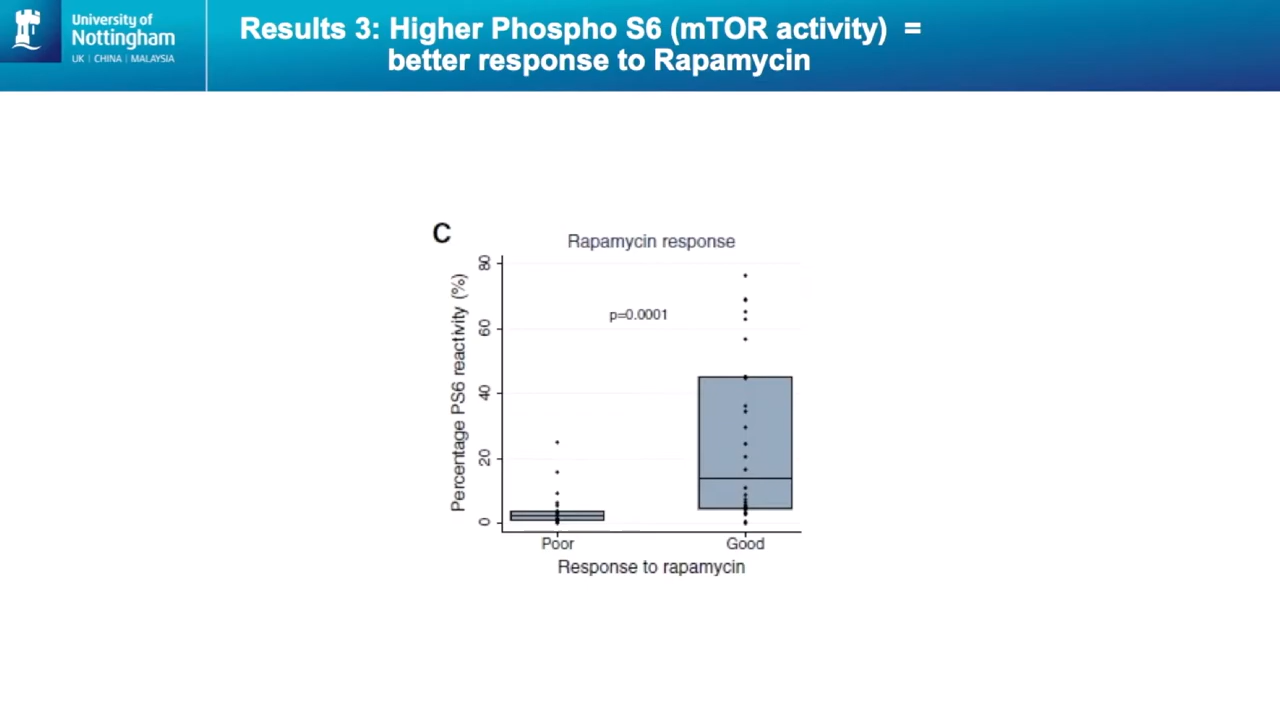 University of
Nottingham
UK | CHINA | MALAYSIA
Results 3: Higher Phospho S6 (mTOR activity) =
better response to Rapamycin
C
Rapamycin response
p=0.0001
Percentage PS6 reactivity (%)
80
60
40
20
0
Poor
Good
Response to rapamycin